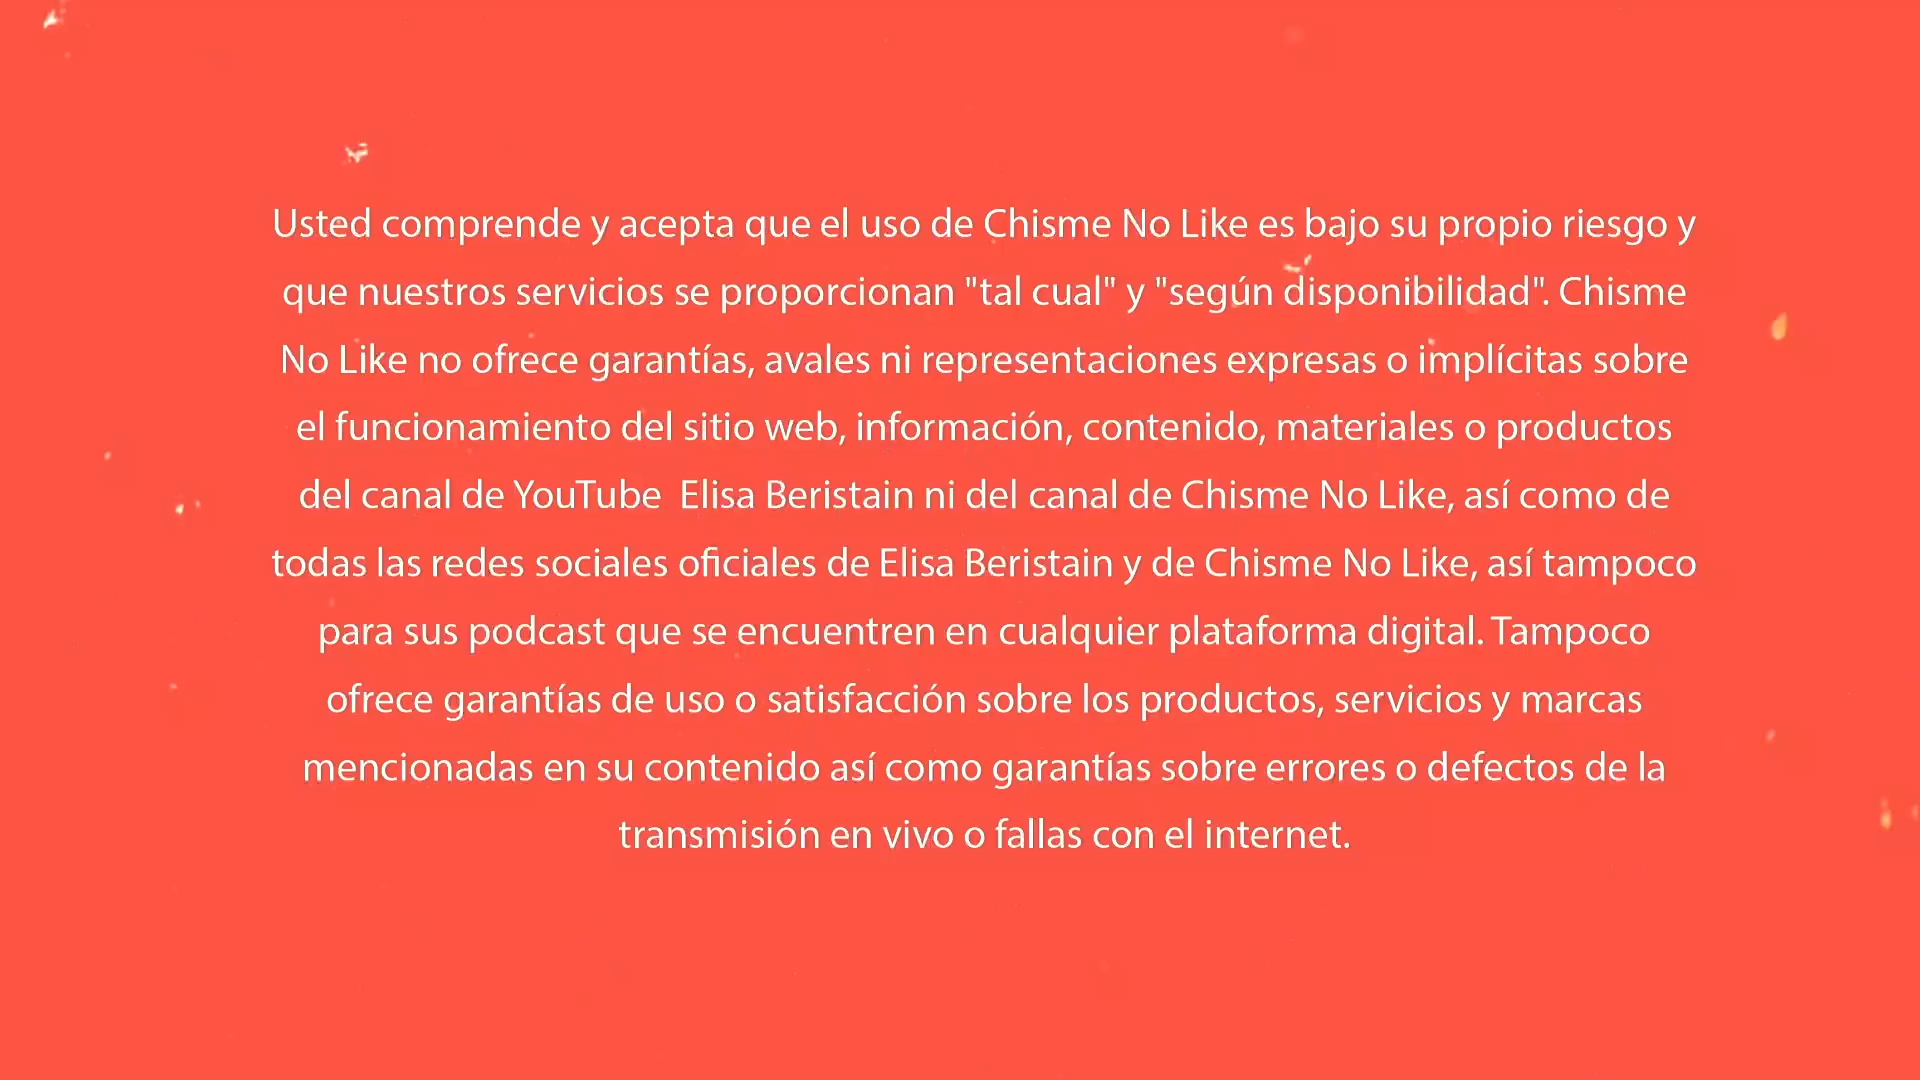 Usted comprende y acepta que el uso de Chisme No Like es bajo su propio riesgo y
que nuestros servicios se proporcionan "tal cual" y "según disponibilidad". Chisme
No Like no ofrece garantías, avales ni representaciones expresas o implícitas sobre
el funcionamiento del sitio web, información, contenido, materiales o productos
del canal de YouTube  Elisa Beristain ni del canal de Chisme No Like, así como de
todas las redes sociales oficiales de Elisa Beristain y de Chisme No Like, así tampoco
para sus podcast que se encuentren en cualquier plataforma digital. Tampoco
ofrece garantías de uso o satisfacción sobre los productos, servicios y marcas
mencionadas en su contenido así como garantías sobre errores o defectos de la
transmisión en vivo o fallas con el internet.